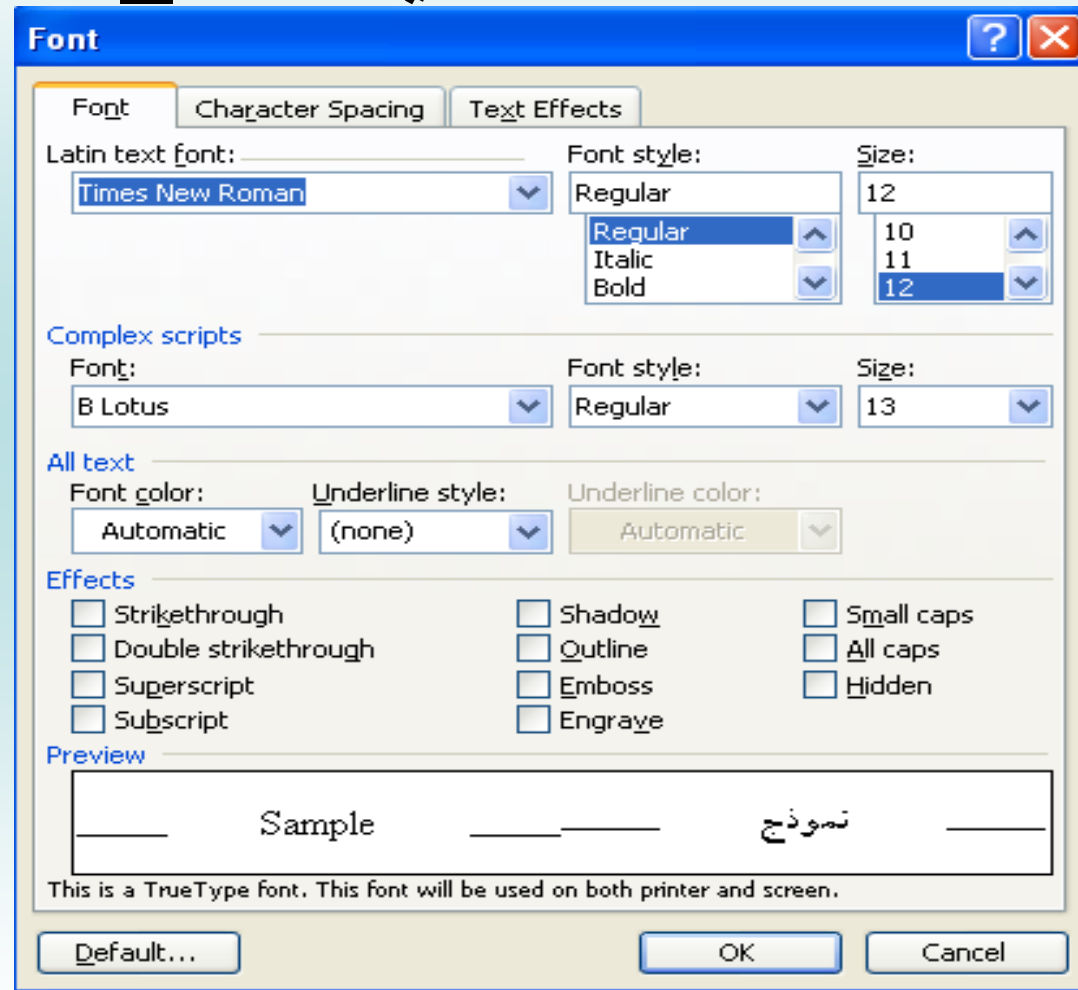 Font
Font Character Spacing Text Effects
Latin text font: Font style: Size:
Times New Roman Regular 12
Regular 10
Italic 11
Bold 12
Complex scripts
Font: Font style: Size:
B Lotus Regular 13
All text
Font color: Underline style: Underline color:
Automatic (none) Automatic
Effects
Strikethrough Shadow Small caps
Double strikethrough Outline All caps
Superscript Emboss Hidden
Subscript Engrave
Preview
Sample نموذج
This is a TrueType font. This font will be used on both printer and screen.
Default... OK Cancel